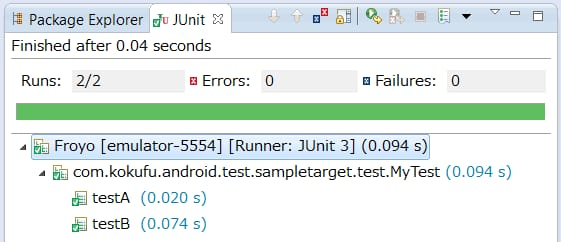 Package Explorer JUnit
Finished after 0.04 seconds
Runs: 2/2 Errors: 0 Failures: 0
Froyo [emulator-5554] [Runner: JUnit 3] (0.094 s)
com.kokufu.android.test.sampletarget.test.MyTest (0.094 s)
testA (0.020 s)
testB (0.074 s)